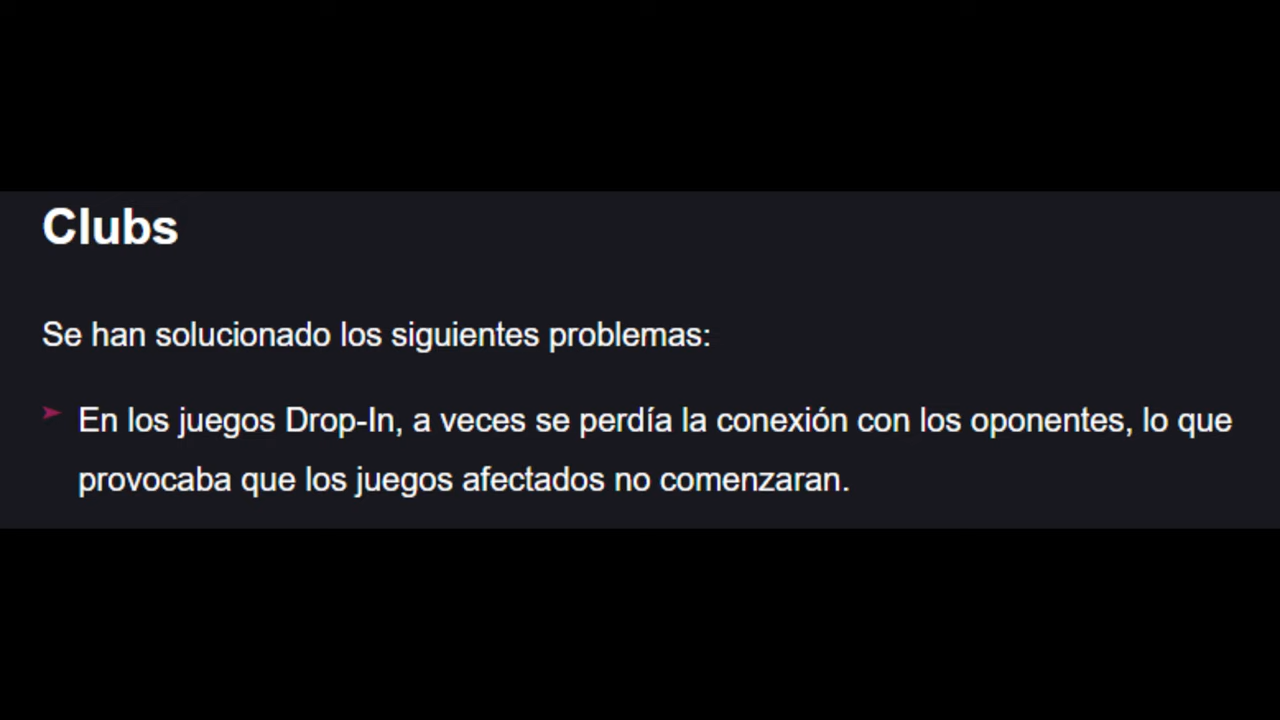 Clubs
Se han solucionado los siguientes problemas:
En los juegos Drop-In, a veces se perdía la conexión con los oponentes, lo que
provocaba que los juegos afectados no comenzaran.